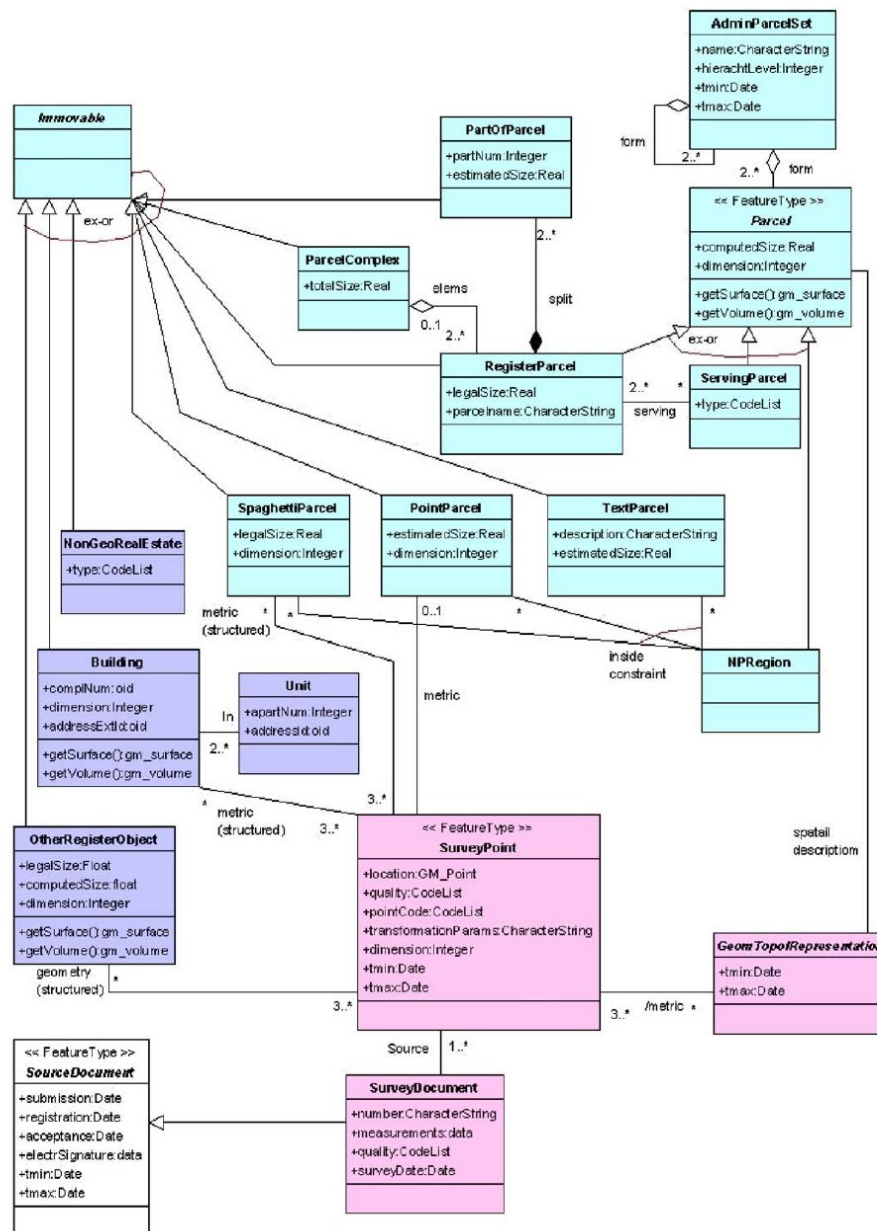 AdminParcelSet
+name:CharacterString
+hierachtLevel:Integer
+tmin:Date
+tmax:Date
form
2..*
2..*
form
Immovable
ex-or
PartOfParcel
+partNum:Integer
+estimatedSize:Real
2..*
<< FeatureType >>
Parcel
+computedSize:Real
+dimension:Integer
+getSurface():gm_surface
+getVolume():gm_volume
ParcelComplex
+totalSize:Real
elems
0..1
2..*
split
ex-or
RegisterParcel
+legalSize:Real
+parcelname:CharacterString
2..*
*
serving
ServingParcel
+type:CodeList
SpaghettiParcel
+legalSize:Real
+dimension:Integer
PointParcel
+estimatedSize:Real
+dimension:Integer
TextParcel
+description:CharacterString
+estimatedSize:Real
NonGeoRealEstate
+type:CodeList
metric
(structured)
*
*
0..1
*
*
inside
constraint
NPRegion
metric
Building
+complNum:oid
+dimension:Integer
+addressExtId:oid
+getSurface():gm_surface
+getVolume():gm_volume
In
2..*
Unit
+apartNum:Integer
+addressId:oid
*
metric
(structured)
3..*
3..*
OtherRegisterObject
+legalSize:Float
+computedSize:float
+dimension:Integer
+getSurface():gm_surface
+getVolume():gm_volume
geometry
(structured)
*
3..*
<< FeatureType >>
SurveyPoint
+location:GM_Point
+quality:CodeList
+pointCode:CodeList
+transformationParams:CharacterString
+dimension:Integer
+tmin:Date
+tmax:Date
spatail
descriptiom
GeomTopolRepresentation
+tmin:Date
+tmax:Date
3..*
/metric
*
Source
1..*
<< FeatureType >>
SourceDocument
+submission:Date
+registration:Date
+acceptance:Date
+electrSignature:data
+tmin:Date
+tmax:Date
SurveyDocument
+number:CharacterString
+measurements:data
+quality:CodeList
+surveyDate:Date